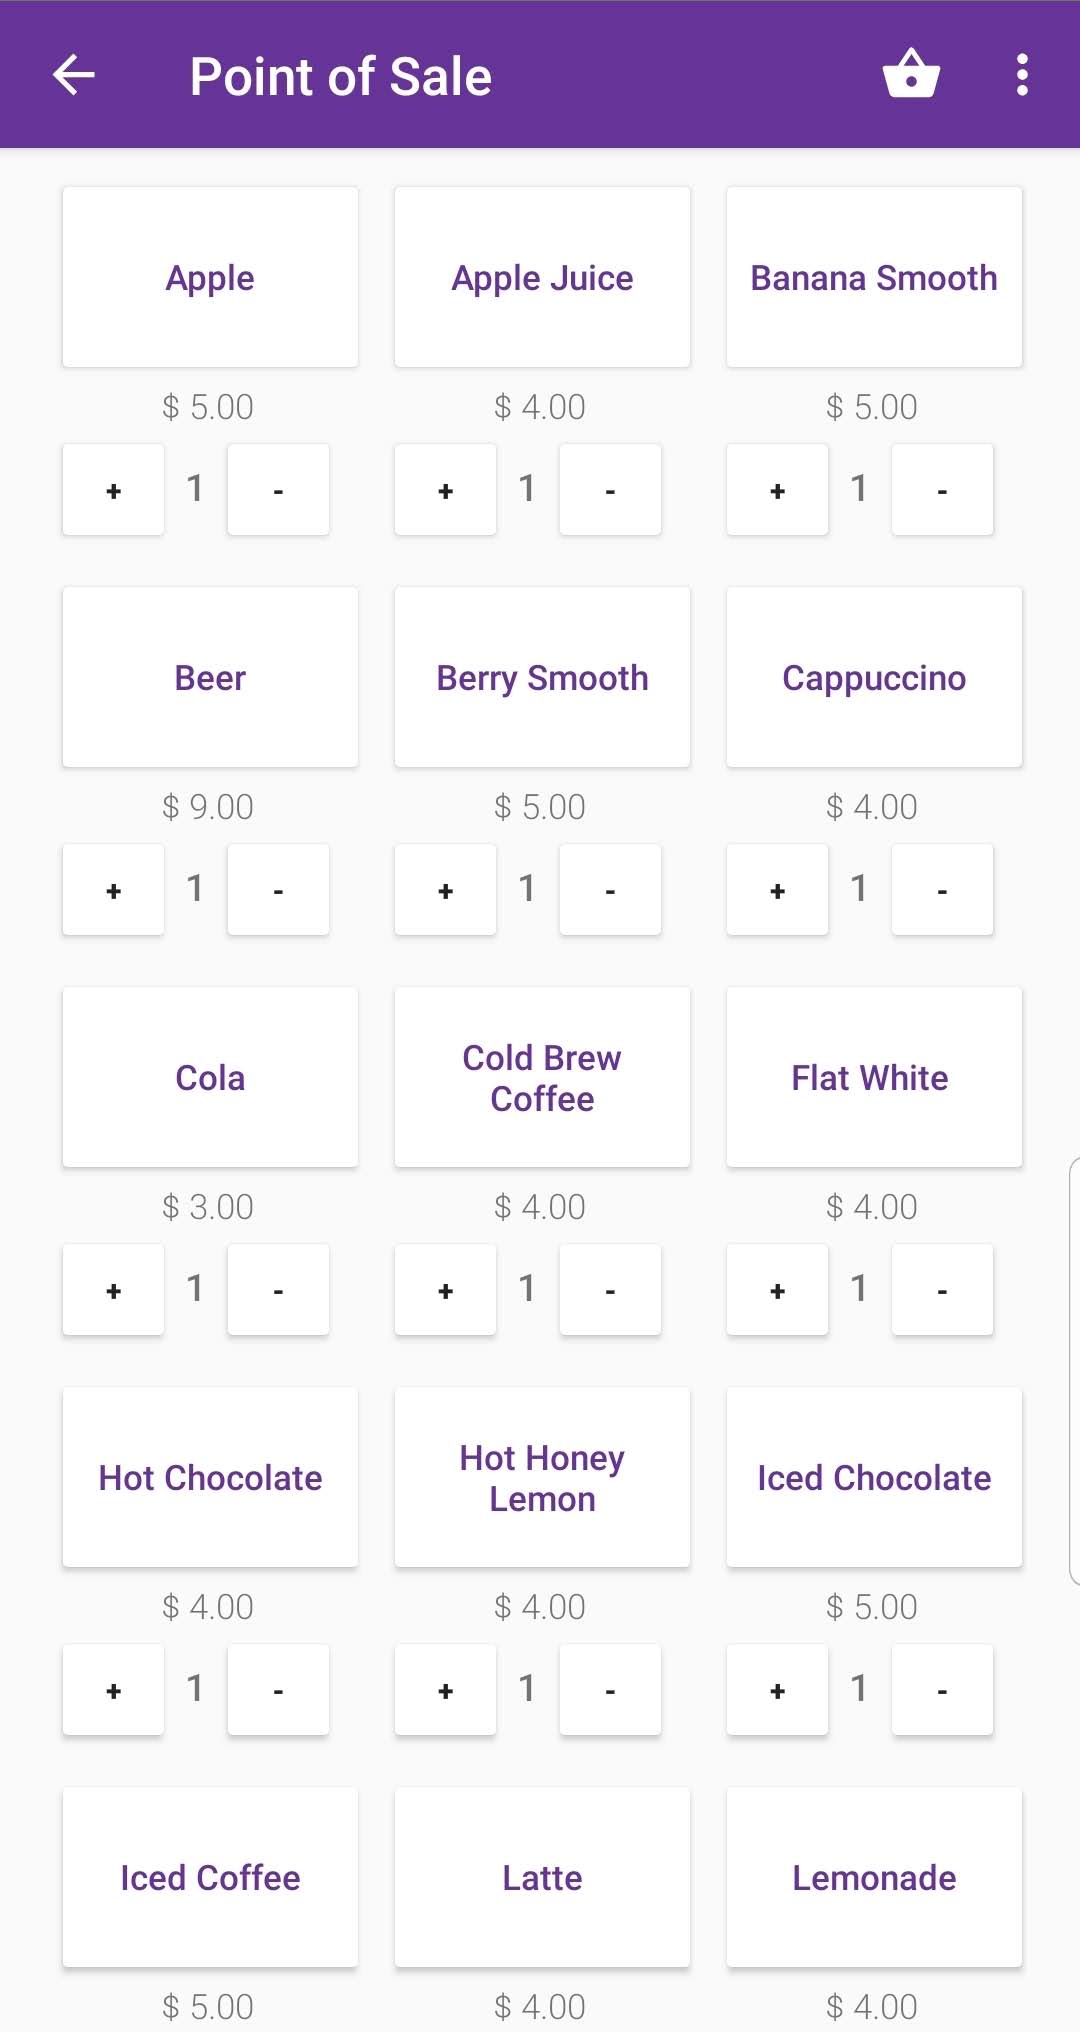 Point of Sale
Apple Apple Juice Banana Smooth
$ 5.00 $ 4.00 $ 5.00
+ 1 - + 1 - + 1 -
Beer Berry Smooth Cappuccino
$ 9.00 $ 5.00 $ 4.00
+ 1 - + 1 - + 1 -
Cola Cold Brew Coffee Flat White
$ 3.00 $ 4.00 $ 4.00
+ 1 - + 1 - + 1 -
Hot Chocolate Hot Honey Lemon Iced Chocolate
$ 4.00 $ 4.00 $ 5.00
+ 1 - + 1 - + 1 -
Iced Coffee Latte Lemonade
$ 5.00 $ 4.00 $ 4.00